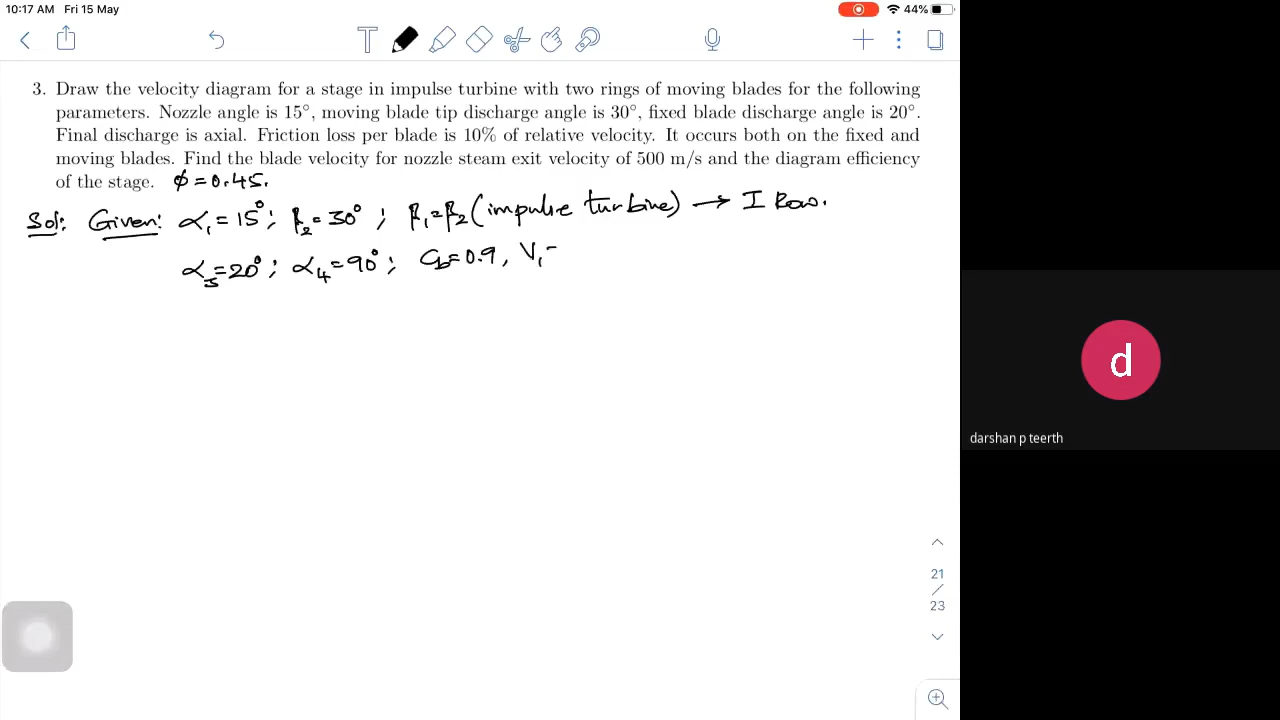 10:17 AM Fri 15 May
44%
T
3. Draw the velocity diagram for a stage in impulse turbine with two rings of moving blades for the following
parameters. Nozzle angle is 15°, moving blade tip discharge angle is 30°, fixed blade discharge angle is 20°.
Final discharge is axial. Friction loss per blade is 10% of relative velocity. It occurs both on the fixed and
moving blades. Find the blade velocity for nozzle steam exit velocity of 500 m/s and the diagram efficiency
of the stage. φ = 0.45.
Sol: Given: α₁ = 15°; β₂ = 30°; β₁ = β₂ (impulse turbine) → I Row.
α₃ = 20°; α₄ = 90°; C_b = 0.9, V₁ -
d
darshan p teerth
21
/
23